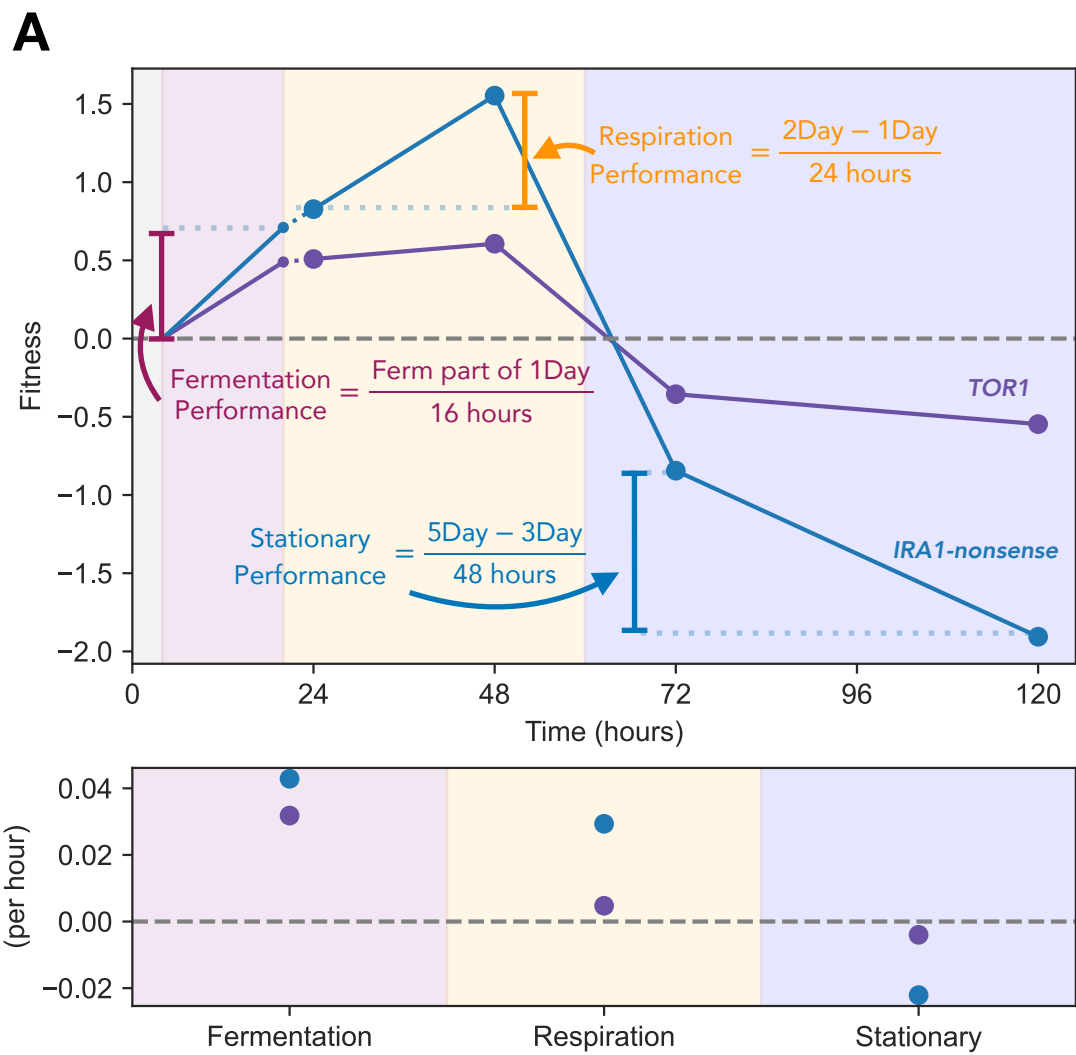 A
1.5
1.0
0.5
0.0
−0.5
−1.0
−1.5
−2.0
Fitness
Respiration
Performance
=
2Day − 1Day
24 hours
Fermentation
Performance
=
Ferm part of 1Day
16 hours
TOR1
Stationary
Performance
=
5Day − 3Day
48 hours
IRA1-nonsense
0 24 48 72 96 120
Time (hours)
0.04
0.02
0.00
−0.02
(per hour)
Fermentation Respiration Stationary